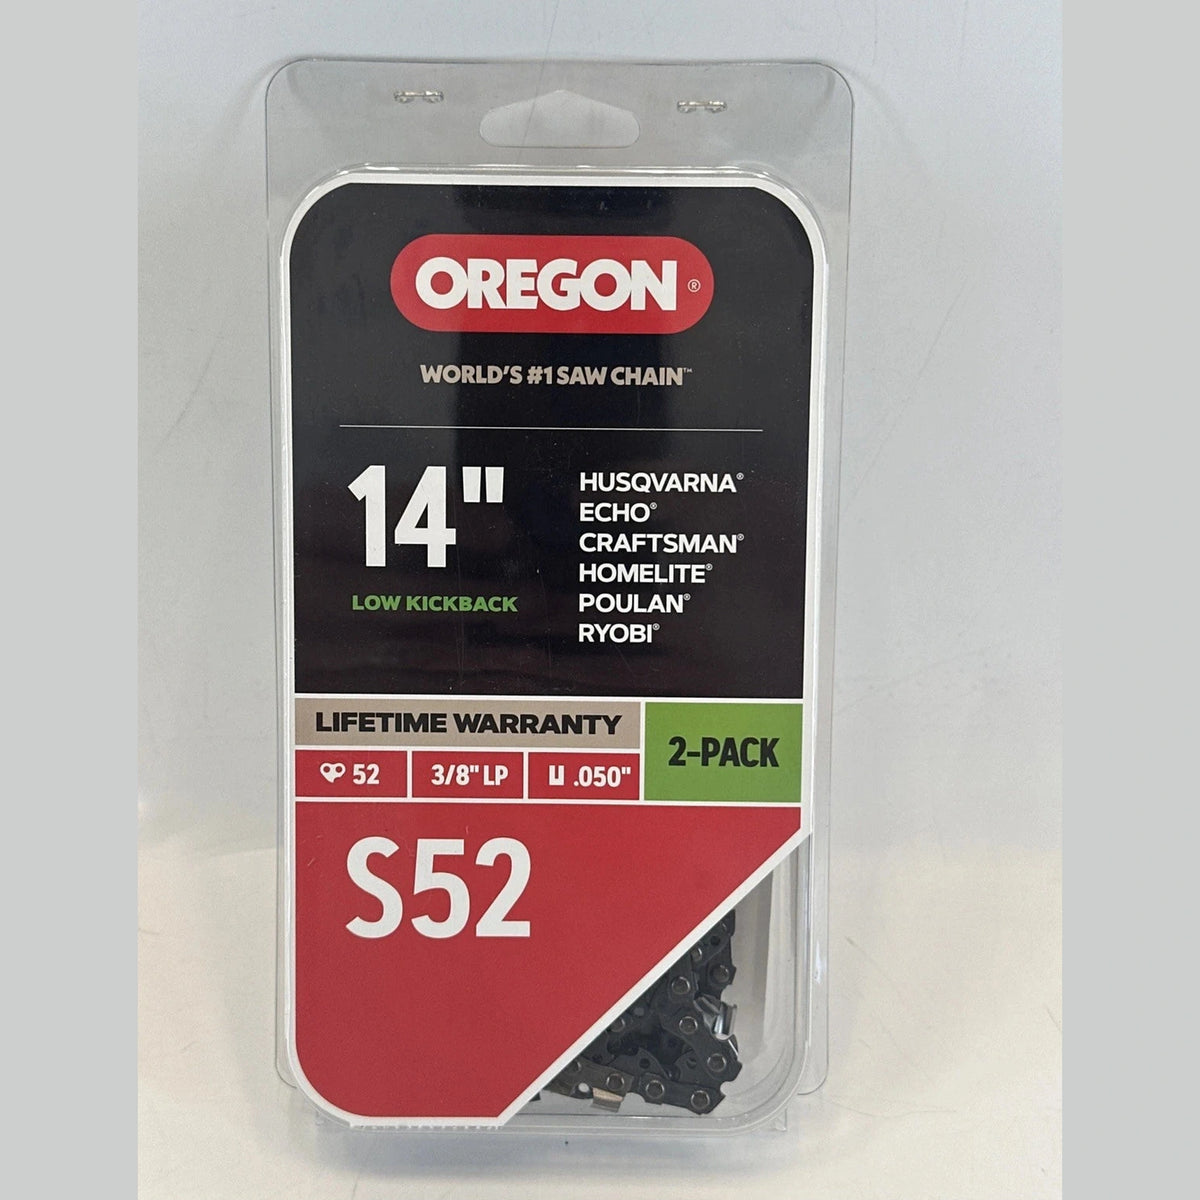 OREGON®
WORLD'S #1 SAW CHAIN™
14"
LOW KICKBACK
HUSQVARNA®
ECHO®
CRAFTSMAN®
HOMELITE®
POULAN®
RYOBI®
LIFETIME WARRANTY
52
3/8" LP
.050"
2-PACK
S52